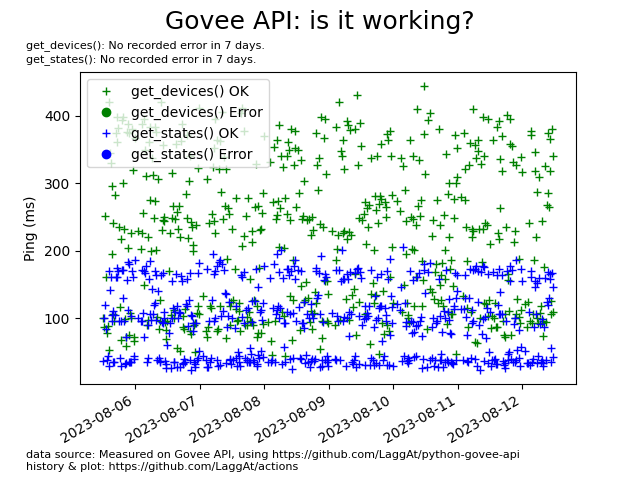 Govee API: is it working?
get_devices(): No recorded error in 7 days.
get_states(): No recorded error in 7 days.
get_devices() OK
get_devices() Error
get_states() OK
get_states() Error
Ping (ms)
400
300
200
100
2023-08-06
2023-08-07
2023-08-08
2023-08-09
2023-08-10
2023-08-11
2023-08-12
data source: Measured on Govee API, using https://github.com/LaggAt/python-govee-api
history & plot: https://github.com/LaggAt/actions